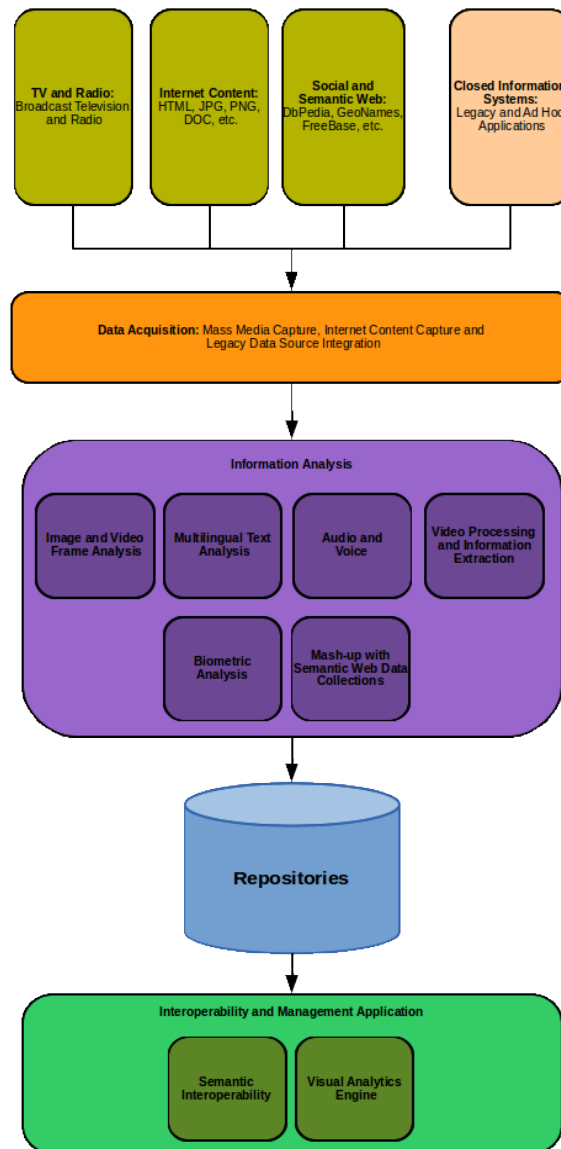 TV and Radio:
Broadcast Television
and Radio
Internet Content:
HTML, JPG, PNG,
DOC, etc.
Social and
Semantic Web:
DbPedia, GeoNames,
FreeBase, etc.
Closed Information
Systems:
Legacy and Ad Hoc
Applications
Data Acquisition: Mass Media Capture, Internet Content Capture and
Legacy Data Source Integration
Information Analysis
Image and Video
Frame Analysis
Multilingual Text
Analysis
Audio and
Voice
Video Processing
and Information
Extraction
Biometric
Analysis
Mash-up with
Semantic Web Data
Collections
Repositories
Interoperability and Management Application
Semantic
Interoperability
Visual Analytics
Engine